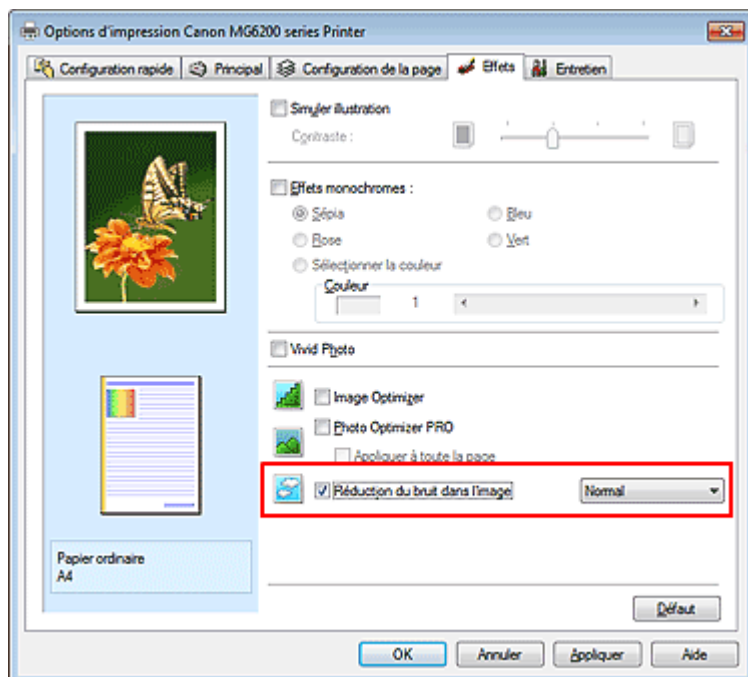 Options d'impression Canon MG6200 series Printer
Configuration rapide Principal Configuration de la page Effets Entretien
Simuler illustration
Contraste :
Effets monochromes :
Sépia Bleu
Rose Vert
Sélectionner la couleur
Couleur
1
Vivid Photo
Image Optimizer
Photo Optimizer PRO
Appliquer à toute la page
Réduction du bruit dans l'image Normal
Papier ordinaire
A4
Défaut
OK Annuler Appliquer Aide